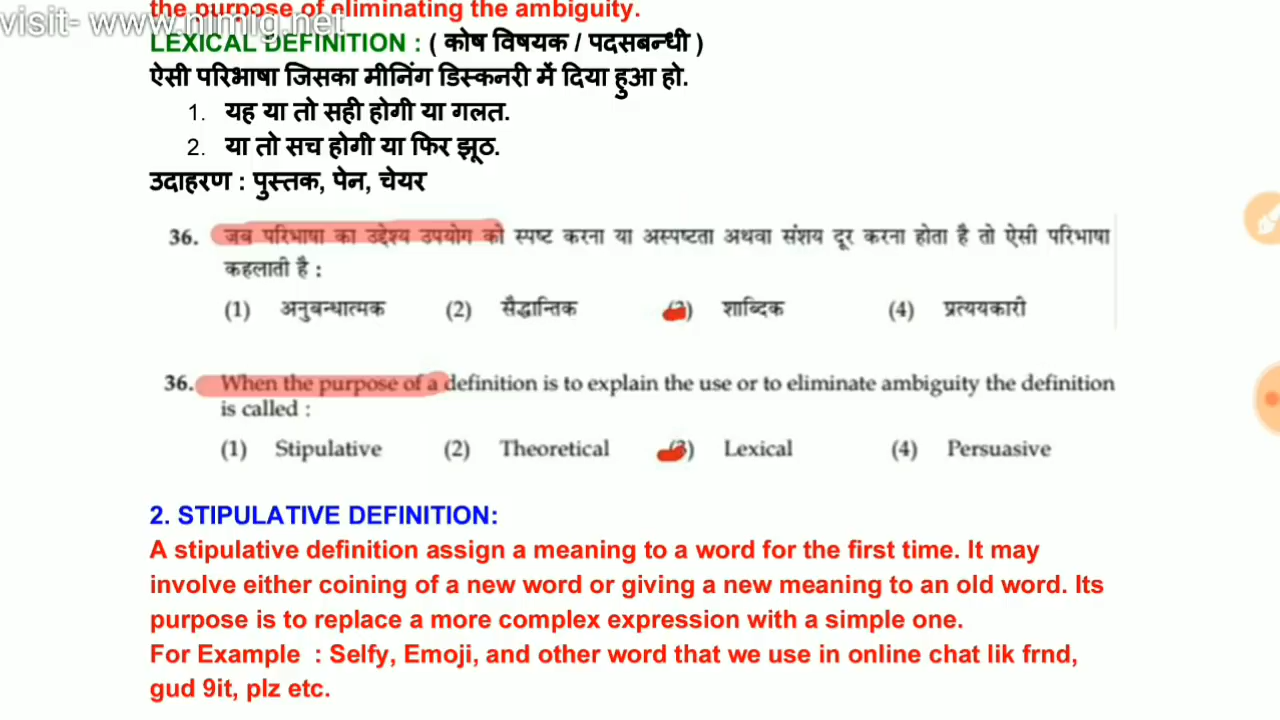 the purpose of eliminating the ambiguity.
visit- www.nimig.net
LEXICAL DEFINITION : ( कोष विषयक / पदसबन्धी )
ऐसी परिभाषा जिसका मीनिंग डिस्कनरी में दिया हुआ हो.
1. यह या तो सही होगी या गलत.
2. या तो सच होगी या फिर झूठ.
उदाहरण : पुस्तक, पेन, चेयर
36. जब परिभाषा का उद्देश्य उपयोग को स्पष्ट करना या अस्पष्टता अथवा संशय दूर करना होता है तो ऐसी परिभाषा
कहलाती है :
(1) अनुबन्धात्मक (2) सैद्धान्तिक (3) शाब्दिक (4) प्रत्ययकारी
36. When the purpose of a definition is to explain the use or to eliminate ambiguity the definition
is called :
(1) Stipulative (2) Theoretical (3) Lexical (4) Persuasive
2. STIPULATIVE DEFINITION:
A stipulative definition assign a meaning to a word for the first time. It may
involve either coining of a new word or giving a new meaning to an old word. Its
purpose is to replace a more complex expression with a simple one.
For Example : Selfy, Emoji, and other word that we use in online chat lik frnd,
gud 9it, plz etc.